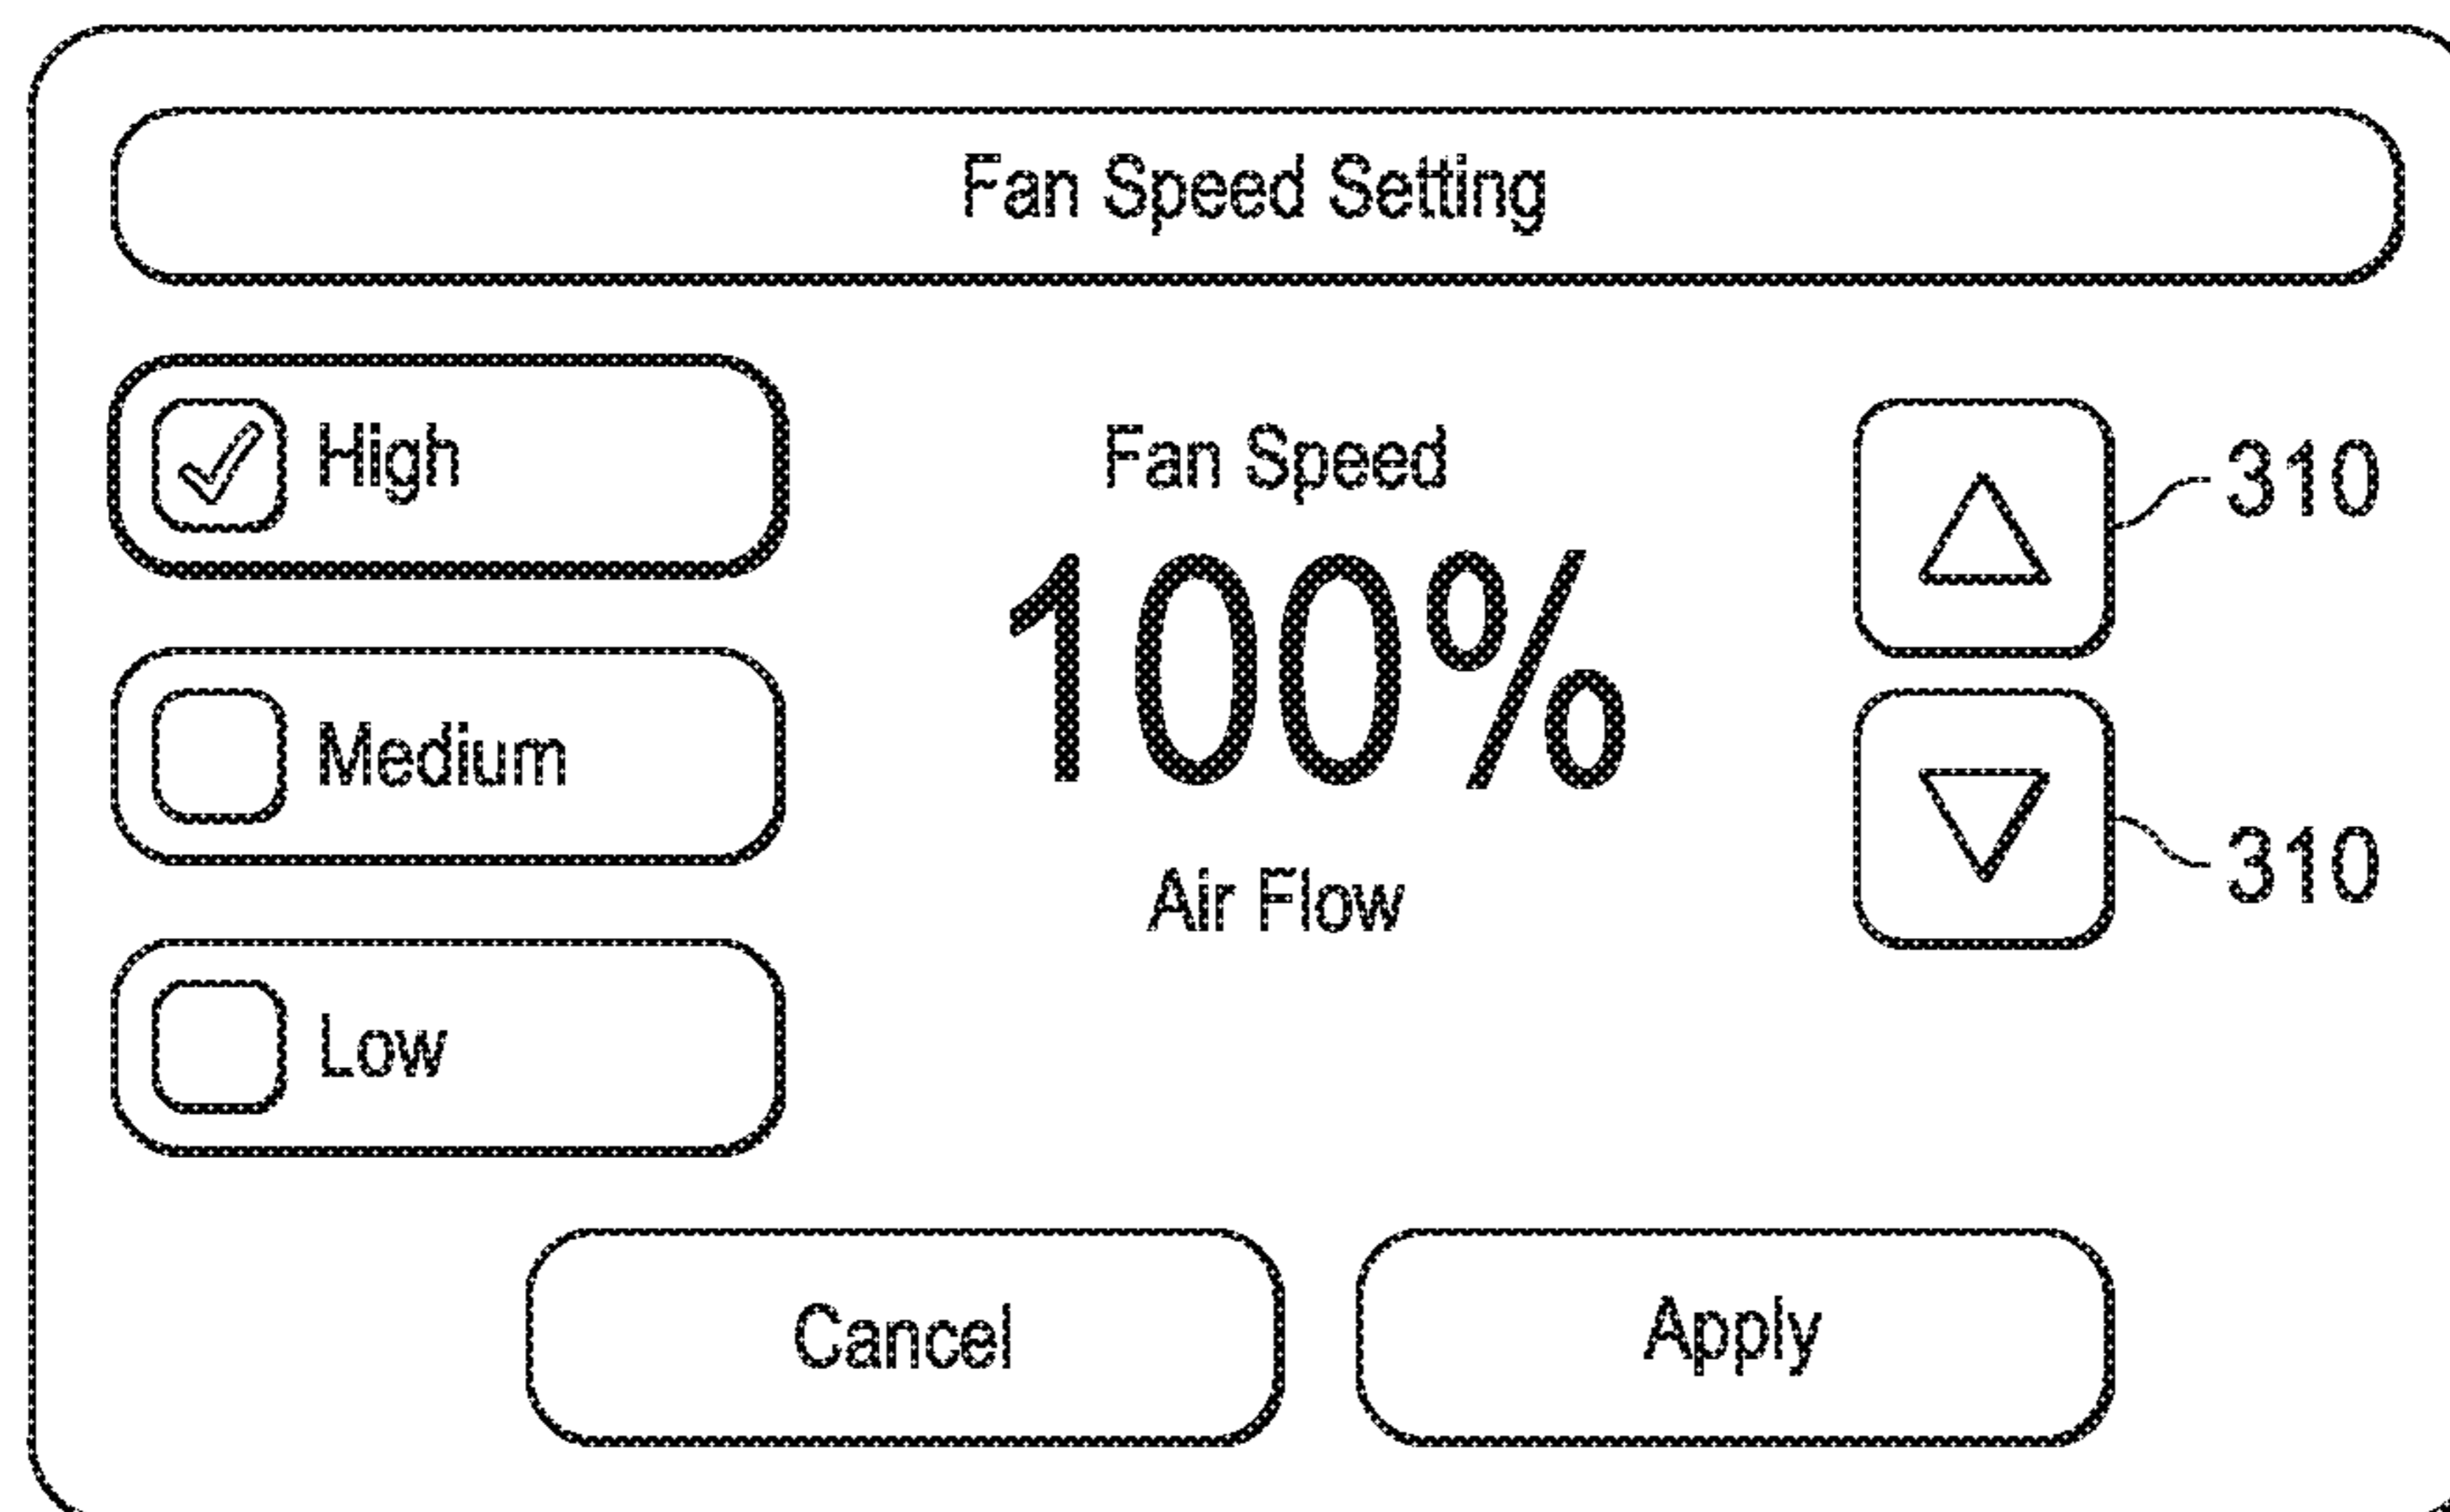 Fan Speed Setting
High
Medium
Low
Fan Speed
100%
Air Flow
310
310
Cancel
Apply